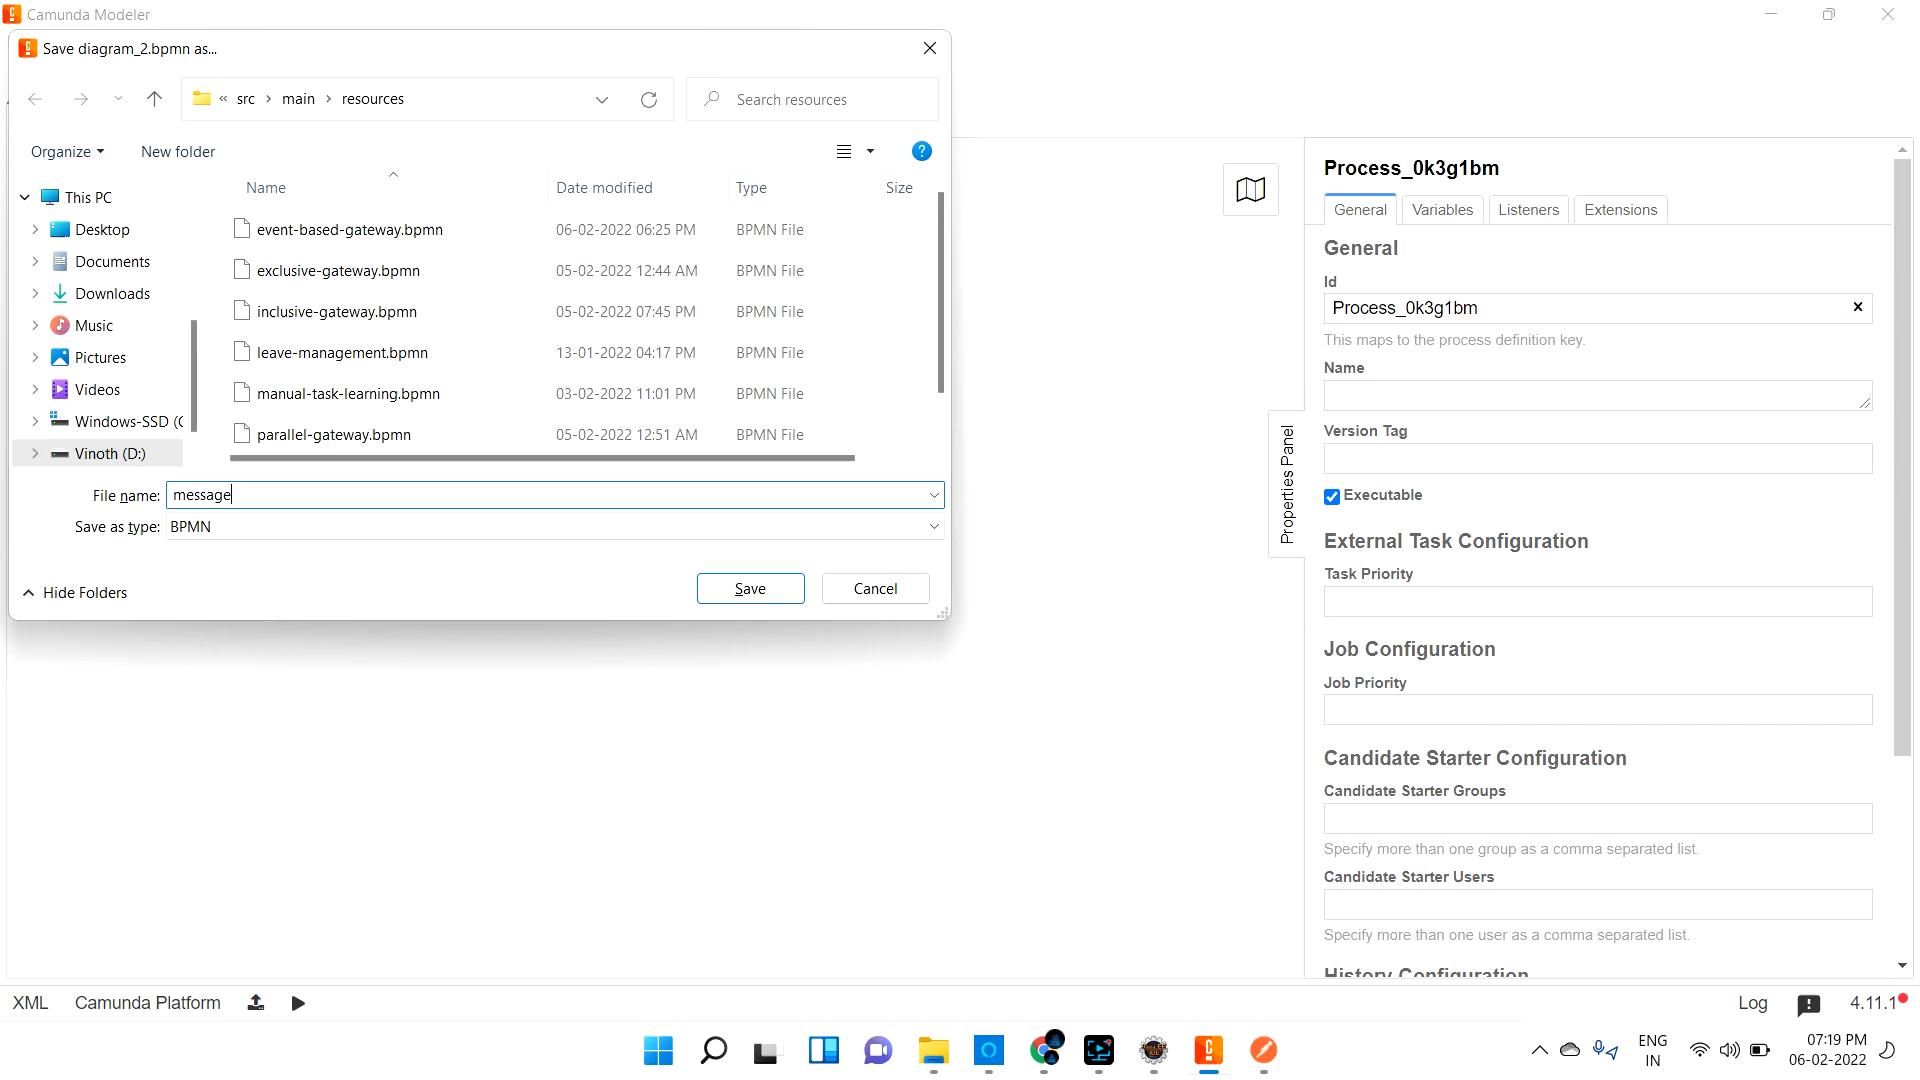 Camunda Modeler
Save diagram_2.bpmn as...
« src > main > resources
Search resources
Organize
New folder
Name
Date modified
Type
Size
This PC
Desktop
Documents
Downloads
Music
Pictures
Videos
Windows-SSD (C
Vinoth (D:)
event-based-gateway.bpmn 06-02-2022 06:25 PM BPMN File
exclusive-gateway.bpmn 05-02-2022 12:44 AM BPMN File
inclusive-gateway.bpmn 05-02-2022 07:45 PM BPMN File
leave-management.bpmn 13-01-2022 04:17 PM BPMN File
manual-task-learning.bpmn 03-02-2022 11:01 PM BPMN File
parallel-gateway.bpmn 05-02-2022 12:51 AM BPMN File
File name: message
Save as type: BPMN
Hide Folders
Save
Cancel
Properties Panel
Process_0k3g1bm
General Variables Listeners Extensions
General
Id
Process_0k3g1bm
This maps to the process definition key.
Name
Version Tag
Executable
External Task Configuration
Task Priority
Job Configuration
Job Priority
Candidate Starter Configuration
Candidate Starter Groups
Specify more than one group as a comma separated list.
Candidate Starter Users
Specify more than one user as a comma separated list.
History Configuration
XML Camunda Platform
Log
4.11.1
ENG
IN
07:19 PM
06-02-2022